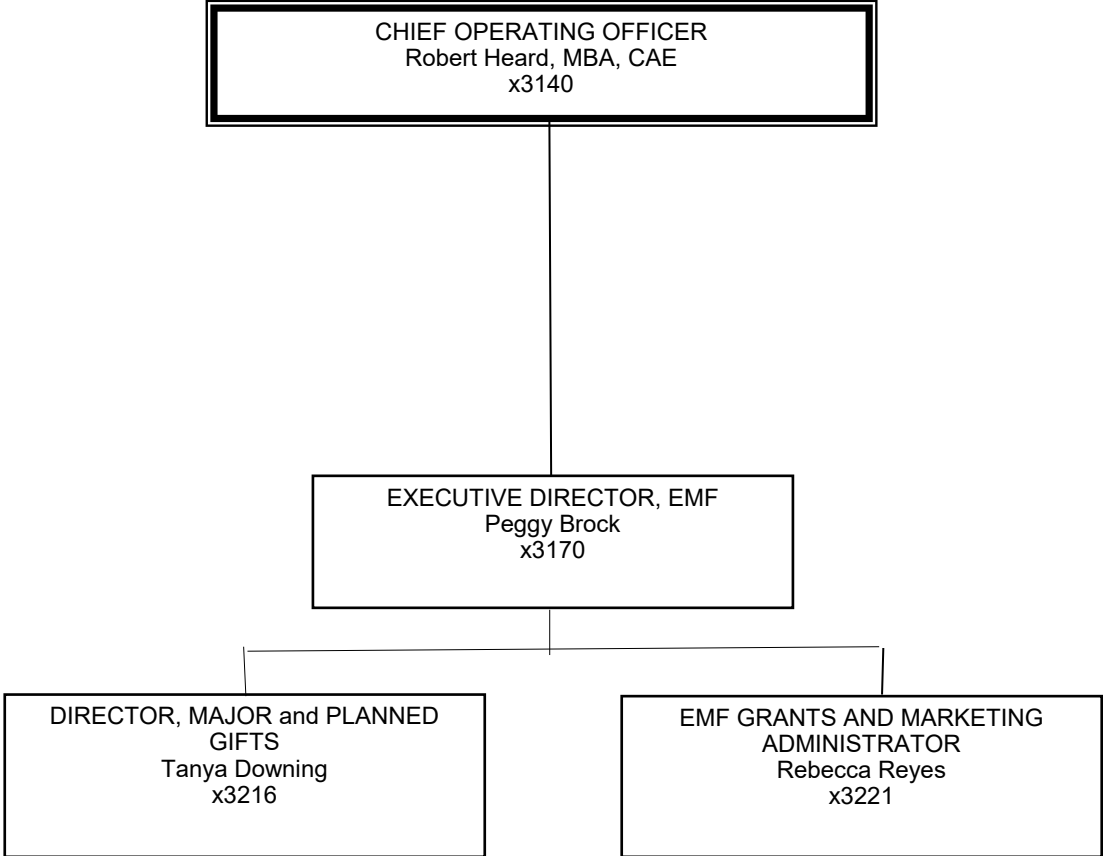 CHIEF OPERATING OFFICER
Robert Heard, MBA, CAE
x3140
EXECUTIVE DIRECTOR, EMF
Peggy Brock
x3170
DIRECTOR, MAJOR and PLANNED
GIFTS
Tanya Downing
x3216
EMF GRANTS AND MARKETING
ADMINISTRATOR
Rebecca Reyes
x3221